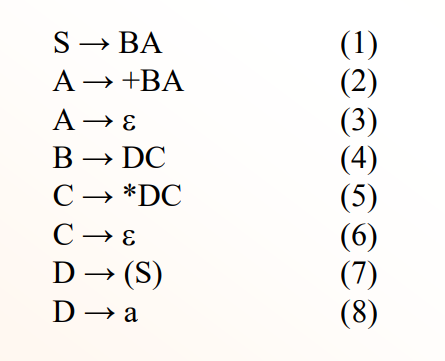 S → BA (1)
A → +BA (2)
A → ε (3)
B → DC (4)
C → *DC (5)
C → ε (6)
D → (S) (7)
D → a (8)